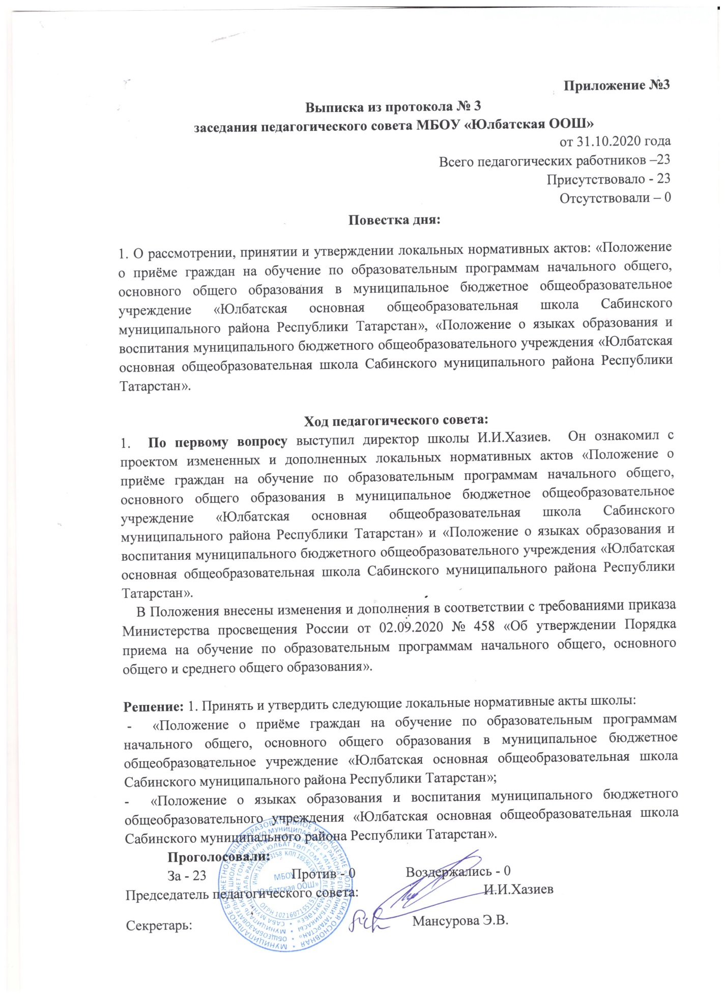 Приложение №3
Выписка из протокола № 3
заседания педагогического совета МБОУ «Юлбатская ООШ»
от 31.10.2020 года
Всего педагогических работников –23
Присутствовало - 23
Отсутствовали – 0
Повестка дня:
1. О рассмотрении, принятии и утверждении локальных нормативных актов: «Положение
о приёме граждан на обучение по образовательным программам начального общего,
основного общего образования в муниципальное бюджетное общеобразовательное
учреждение «Юлбатская основная общеобразовательная школа Сабинского
муниципального района Республики Татарстан», «Положение о языках образования и
воспитания муниципального бюджетного общеобразовательного учреждения «Юлбатская
основная общеобразовательная школа Сабинского муниципального района Республики
Татарстан».
Ход педагогического совета:
1. По первому вопросу выступил директор школы И.И.Хазиев. Он ознакомил с
проектом измененных и дополненных локальных нормативных актов «Положение о
приёме граждан на обучение по образовательным программам начального общего,
основного общего образования в муниципальное бюджетное общеобразовательное
учреждение «Юлбатская основная общеобразовательная школа Сабинского
муниципального района Республики Татарстан» и «Положение о языках образования и
воспитания муниципального бюджетного общеобразовательного учреждения «Юлбатская
основная общеобразовательная школа Сабинского муниципального района Республики
Татарстан».
В Положения внесены изменения и дополнения в соответствии с требованиями приказа
Министерства просвещения России от 02.09.2020 № 458 «Об утверждении Порядка
приема на обучение по образовательным программам начального общего, основного
общего и среднего общего образования».
Решение: 1. Принять и утвердить следующие локальные нормативные акты школы:
- «Положение о приёме граждан на обучение по образовательным программам
начального общего, основного общего образования в муниципальное бюджетное
общеобразовательное учреждение «Юлбатская основная общеобразовательная школа
Сабинского муниципального района Республики Татарстан»;
- «Положение о языках образования и воспитания муниципального бюджетного
общеобразовательного учреждения «Юлбатская основная общеобразовательная школа
Сабинского муниципального района Республики Татарстан».
Проголосовали:
За - 23 Против - 0 Воздержались - 0
Председатель педагогического совета: И.И.Хазиев
Секретарь: Мансурова Э.В.
МБОУ
«Юлбатская ООШ»